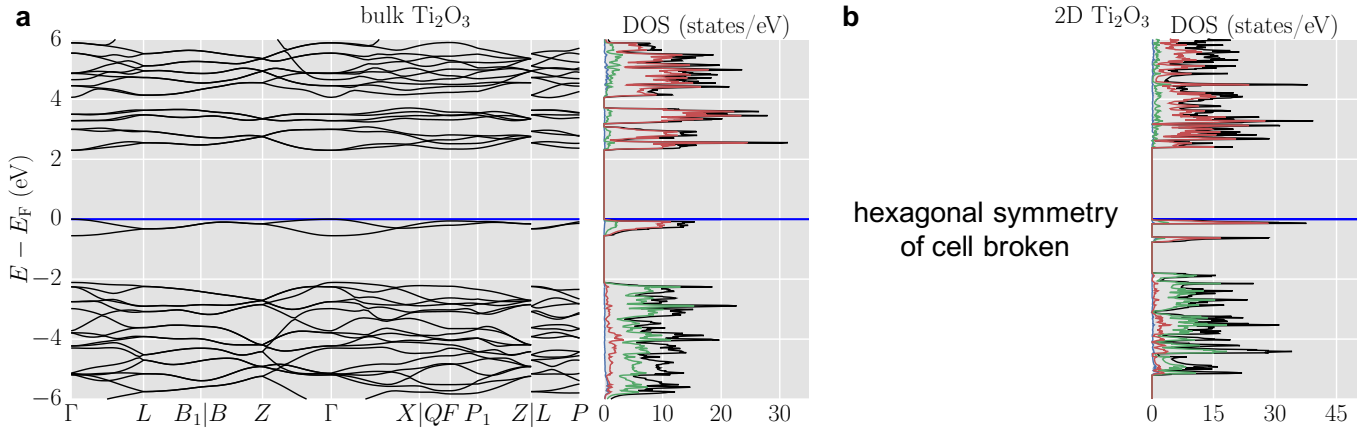 a
bulk Ti₂O₃
DOS (states/eV)
b
2D Ti₂O₃
DOS (states/eV)
E − E_F (eV)
6
4
2
0
−2
−4
−6
Γ L B₁|B Z Γ X|QF P₁ Z|L P
0 10 20 30
hexagonal symmetry
of cell broken
0 15 30 45